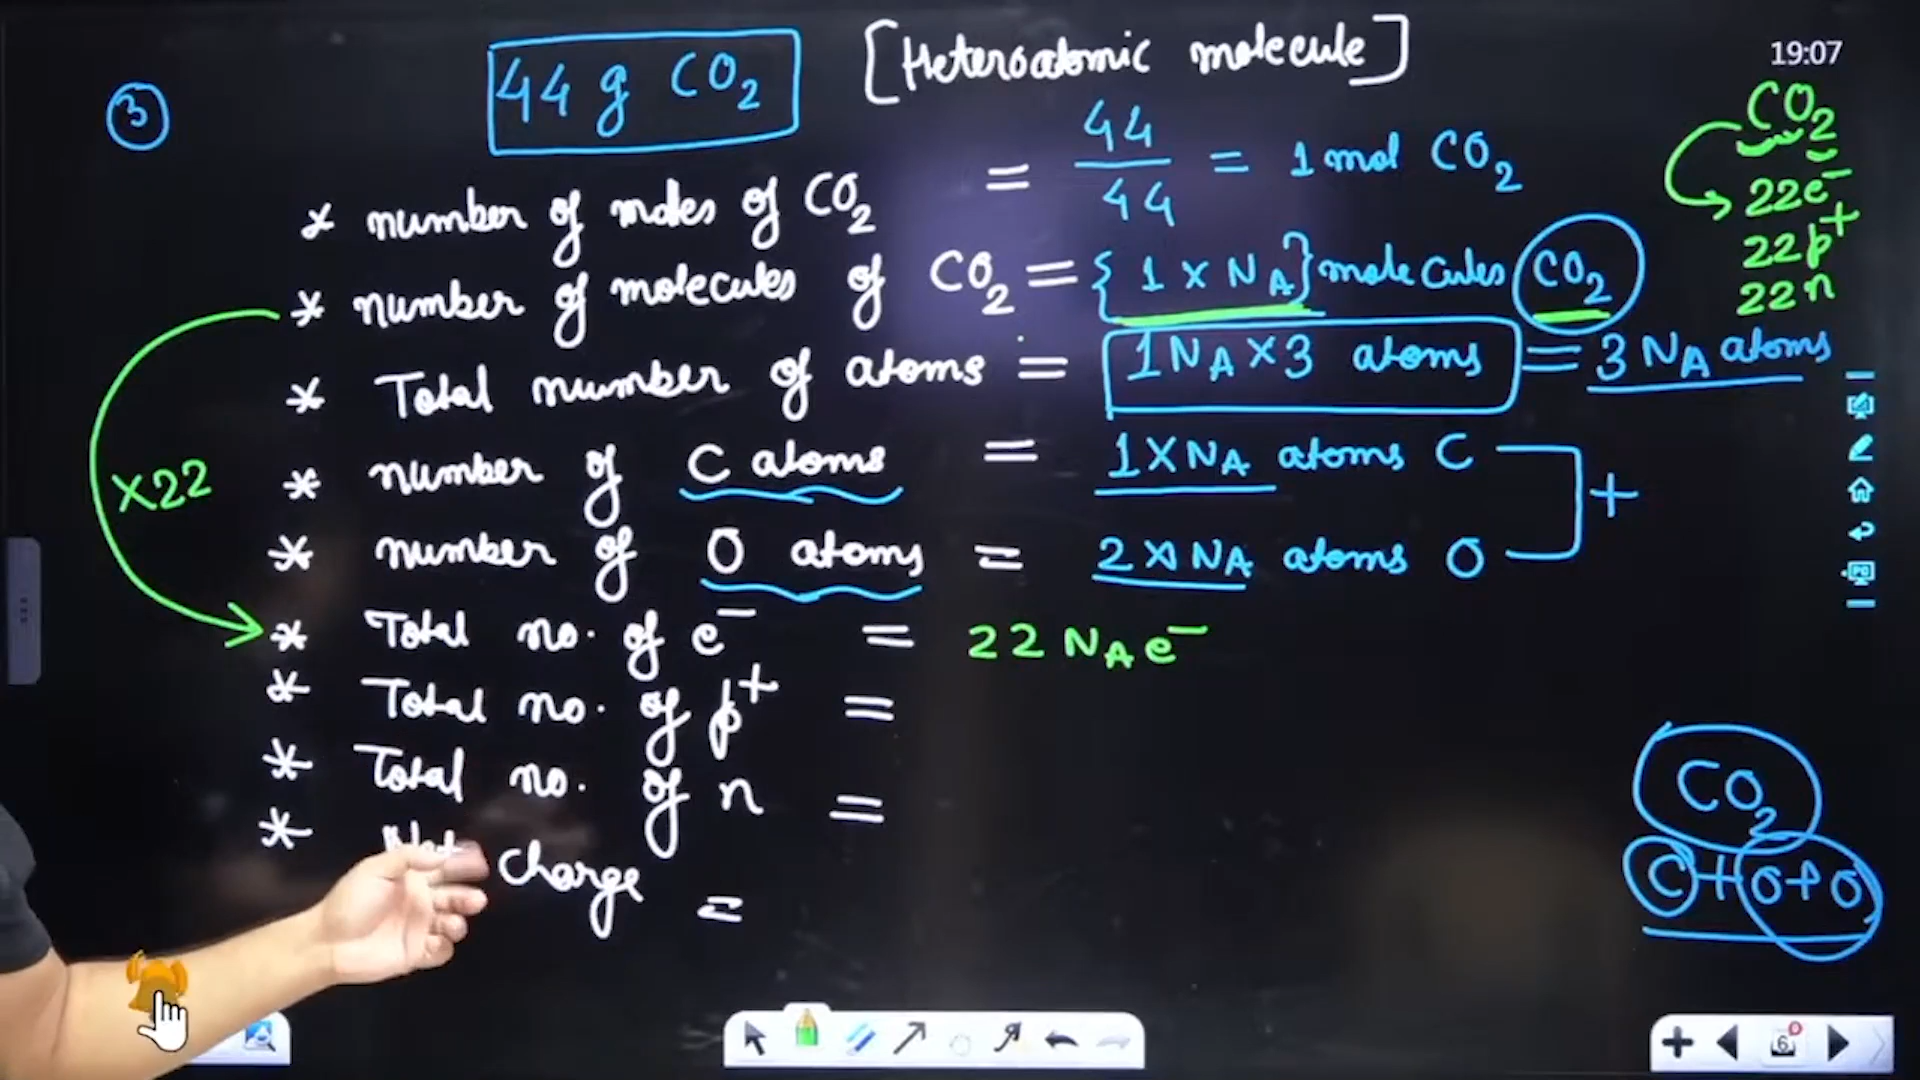 19:07
3
44 g CO2 [Heteroatomic molecule]
* number of moles of CO2 = 44/44 = 1 mol CO2
* number of molecules of CO2 = {1 × NA} molecules CO2
* Total number of atoms = 1NA×3 atoms = 3 NA atoms
* number of C atoms = 1×NA atoms C
* number of O atoms = 2×NA atoms O
+
×22
* Total no. of e⁻ = 22 NA e⁻
* Total no. of p⁺ =
* Total no. of n =
* Net charge =
CO2
22e⁻
22p⁺
22n
CO2
C+O+O
6